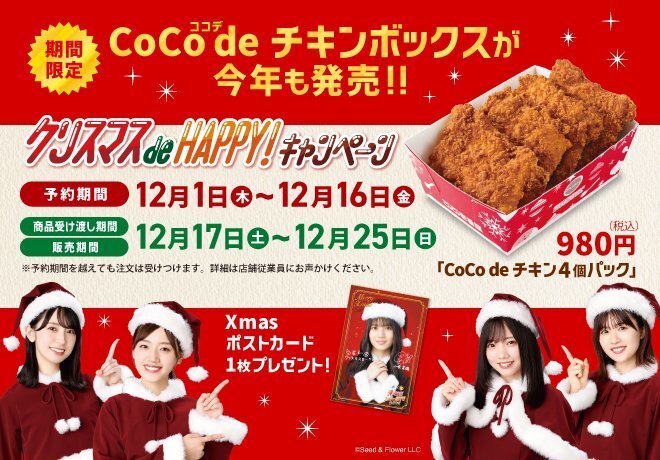 期間
限定
ココデ
CoCo de チキンボックスが
今年も発売!!
クリスマス de HAPPY! キャンペーン
予約期間 12月1日木〜12月16日金
商品受け渡し期間
販売期間
12月17日土〜12月25日日
※予約期間を越えても注文は受けつけます。詳細は店舗従業員にお声かけください。
(税込)
980円
「CoCo de チキン4個パック」
Xmas
ポストカード
1枚プレゼント!
Merry
©Seed & Flower LLC